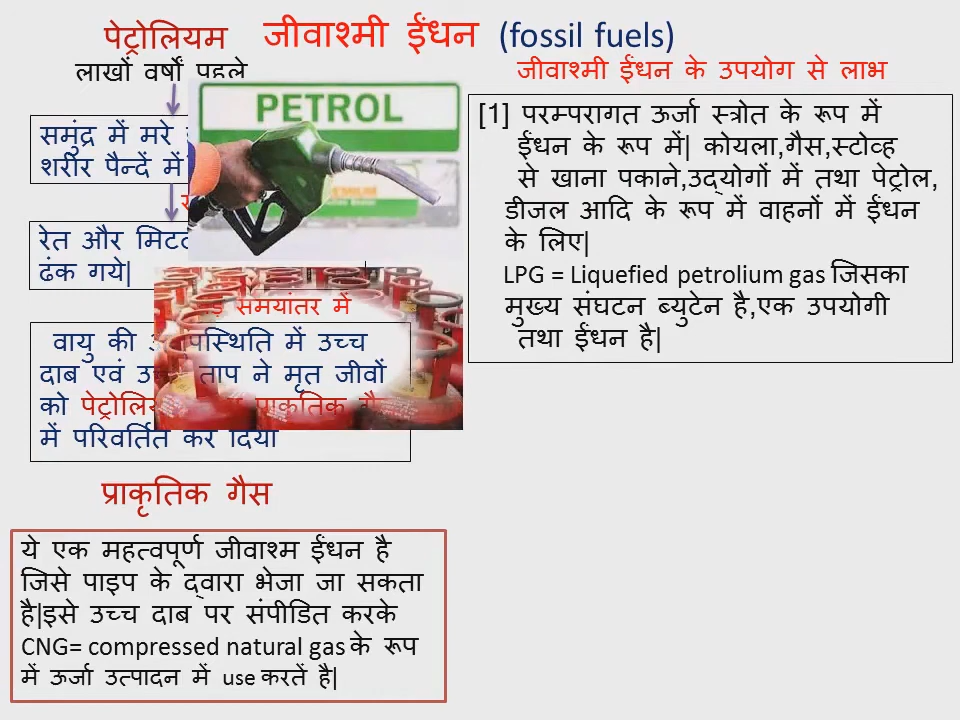 पेट्रोलियम
जीवाश्मी ईंधन (fossil fuels)
लाखों वर्षों पहले
जीवाश्मी ईंधन के उपयोग से लाभ
PETROL
समुंद्र में मरे
शरीर पैन्दें में
रेत और
ढंक गये|
समयांतर में
वायु की उच्च
दाब एवं ताप ने मृत जीवों
को
में परिवर्तित कर दिया
प्राकृतिक गैस
ये एक महत्वपूर्ण जीवाश्म ईंधन है
जिसे पाइप के द्वारा भेजा जा सकता
है|इसे उच्च दाब पर संपीडित करके
CNG= compressed natural gas के रूप
में ऊर्जा उत्पादन में use करतें है|
[1] परम्परागत ऊर्जा स्त्रोत के रूप में
ईंधन के रूप में| कोयला,गैस,स्टोव्ह
से खाना पकाने,उद्योगों में तथा पेट्रोल,
डीजल आदि के रूप में वाहनों में ईंधन
के लिए|
LPG = Liquefied petrolium gas जिसका
मुख्य संघटन ब्युटेन है,एक उपयोगी
तथा ईंधन है|